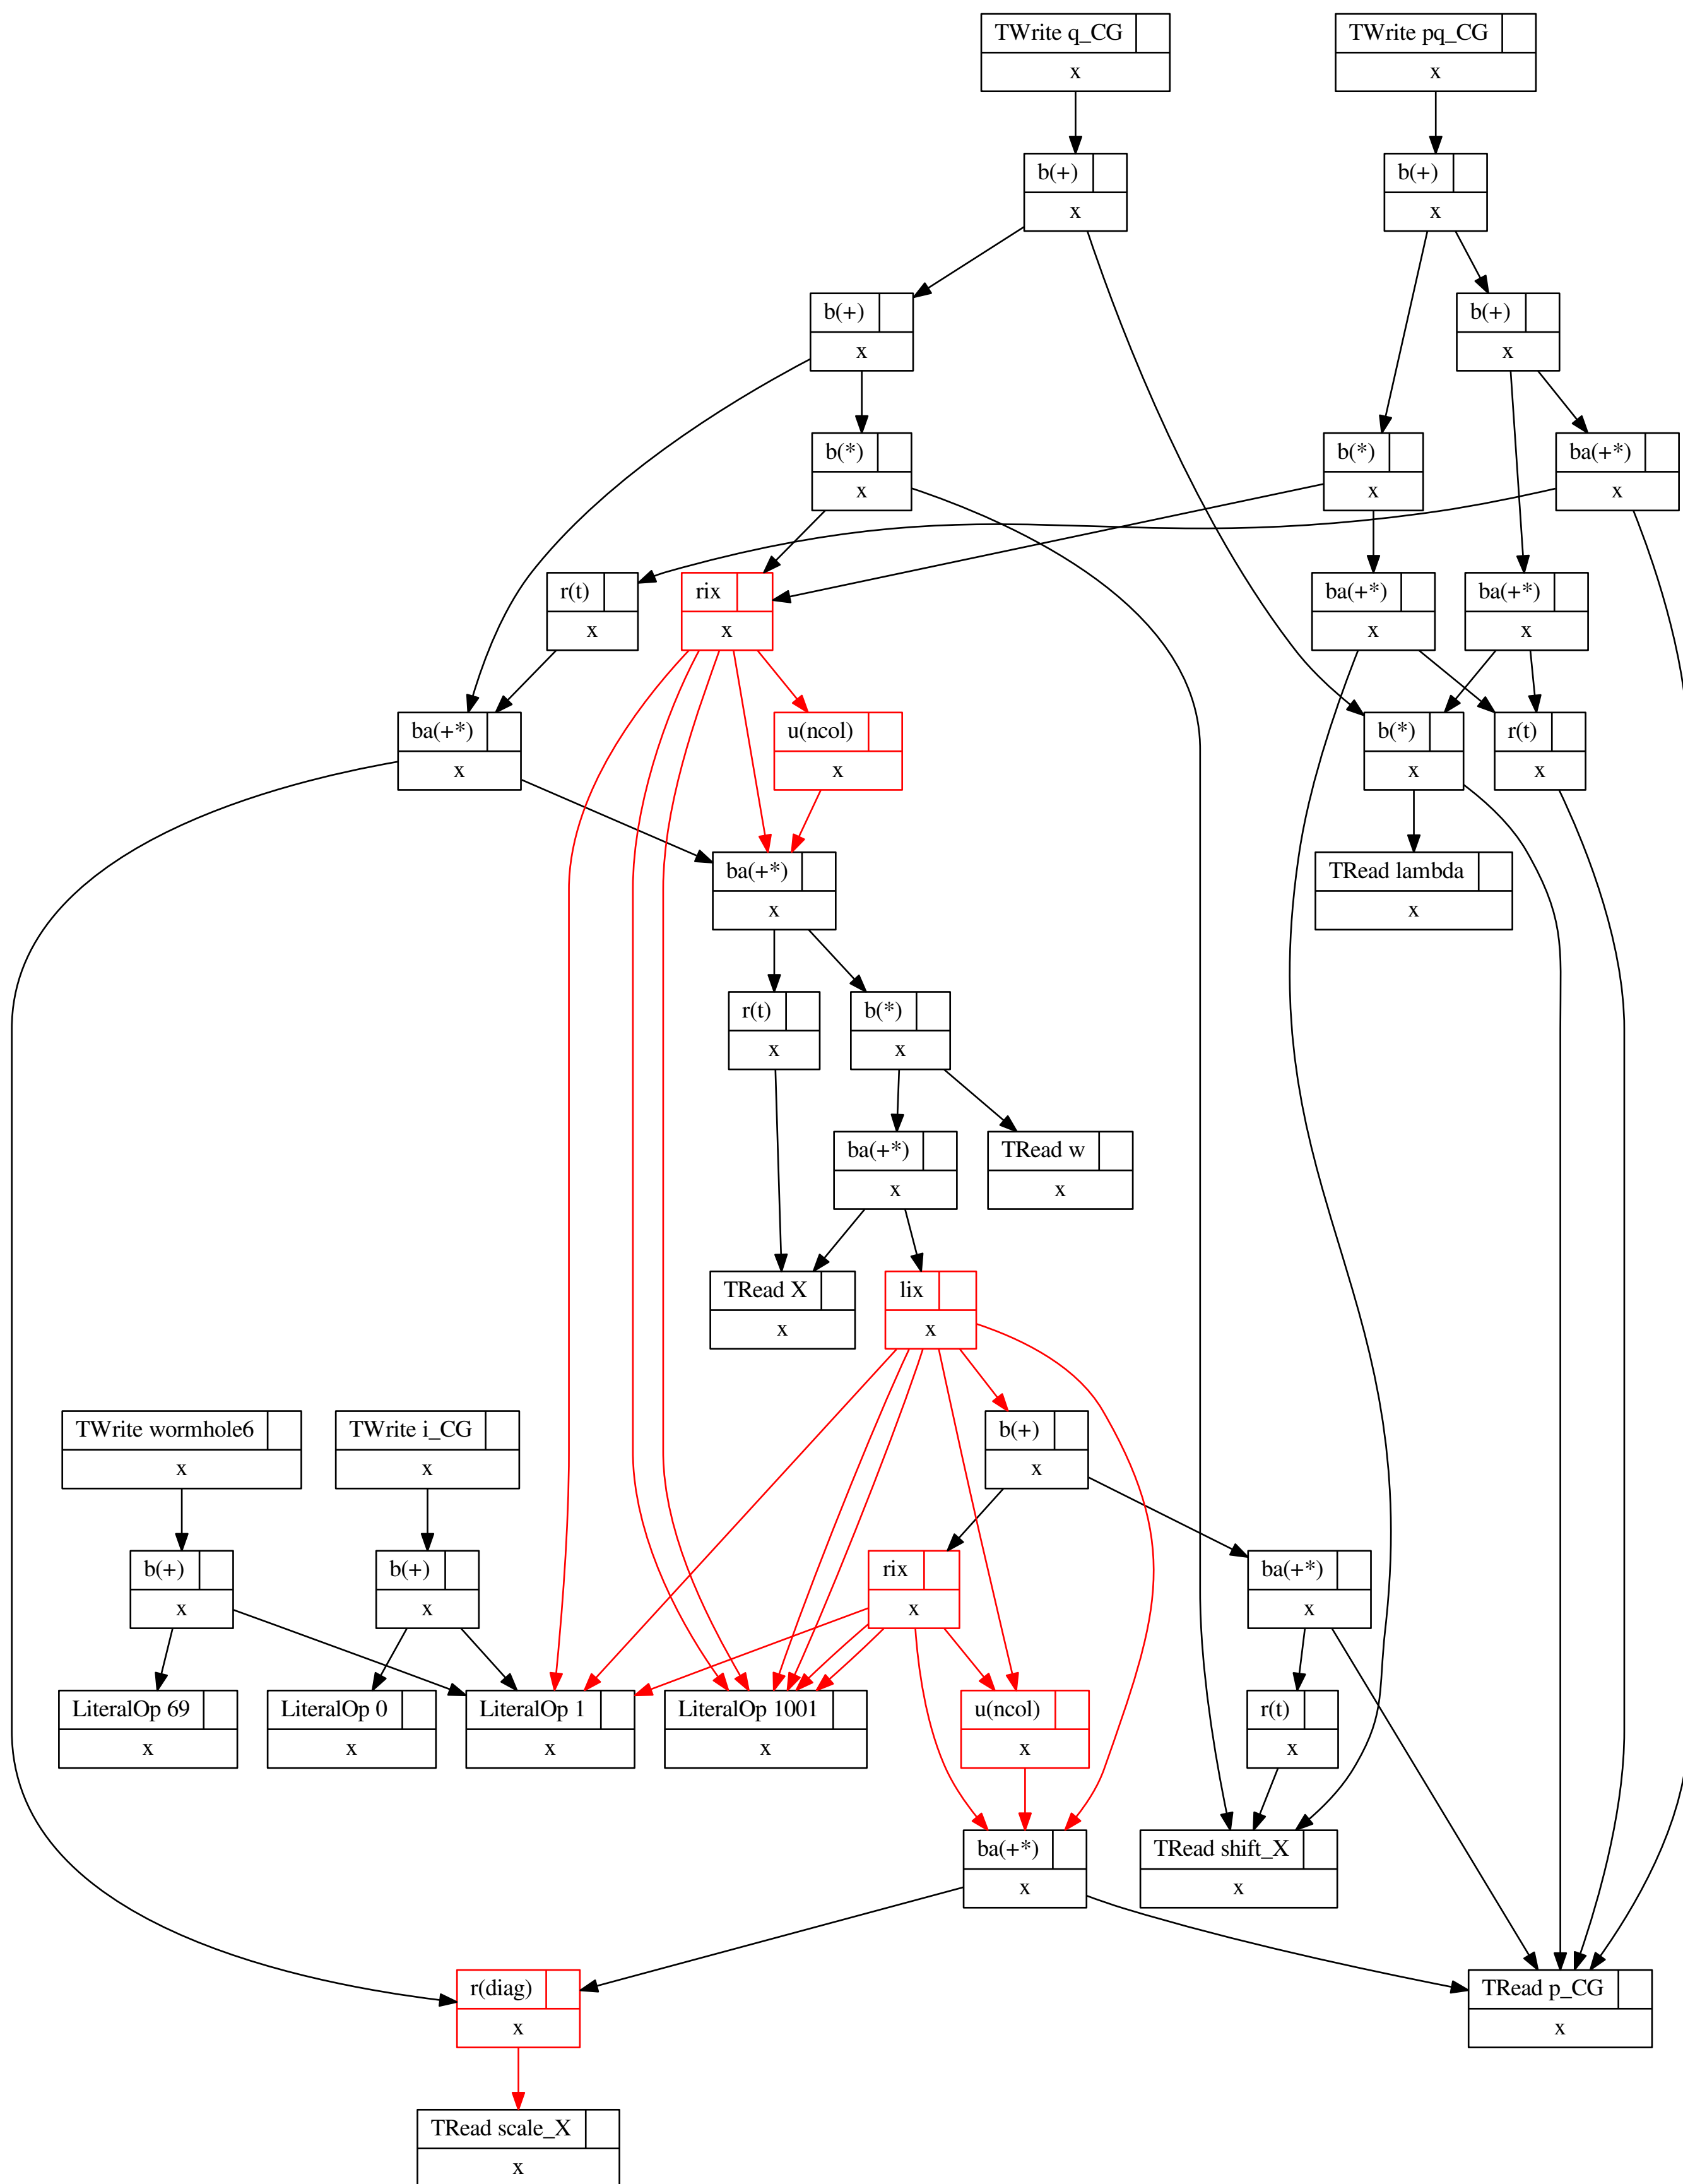 TWrite q_CG
x
TWrite pq_CG
x
b(+)
x
b(+)
x
b(+)
x
b(+)
x
b(*)
x
b(*)
x
ba(+*)
x
r(t)
x
rix
x
ba(+*)
x
ba(+*)
x
ba(+*)
x
u(ncol)
x
b(*)
x
r(t)
x
ba(+*)
x
TRead lambda
x
r(t)
x
b(*)
x
ba(+*)
x
TRead w
x
TRead X
x
lix
x
TWrite wormhole6
x
TWrite i_CG
x
b(+)
x
b(+)
x
b(+)
x
rix
x
ba(+*)
x
LiteralOp 69
x
LiteralOp 0
x
LiteralOp 1
x
LiteralOp 1001
x
u(ncol)
x
r(t)
x
ba(+*)
x
TRead shift_X
x
r(diag)
x
TRead p_CG
x
TRead scale_X
x